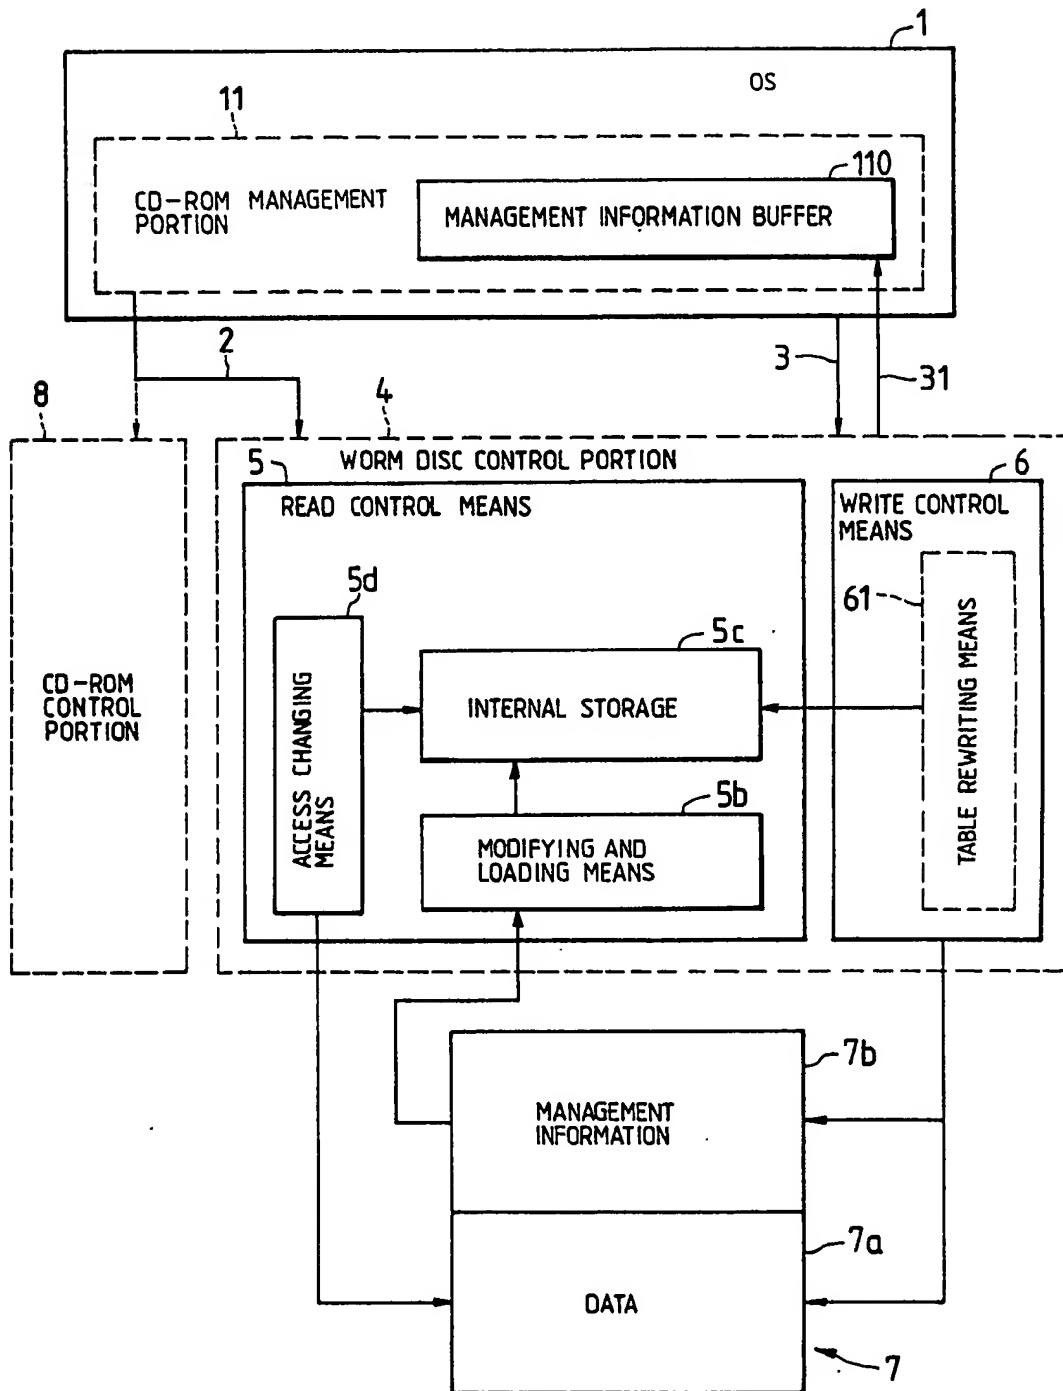 1
OS
11
110
CD-ROM MANAGEMENT
PORTION
MANAGEMENT INFORMATION BUFFER
2
3
31
8
4
WORM DISC CONTROL PORTION
5
6
READ CONTROL MEANS
WRITE CONTROL
MEANS
5d
61
5c
CD-ROM
CONTROL
PORTION
ACCESS CHANGING
MEANS
INTERNAL STORAGE
TABLE REWRITING MEANS
5b
MODIFYING AND
LOADING MEANS
7b
MANAGEMENT
INFORMATION
7a
DATA
7